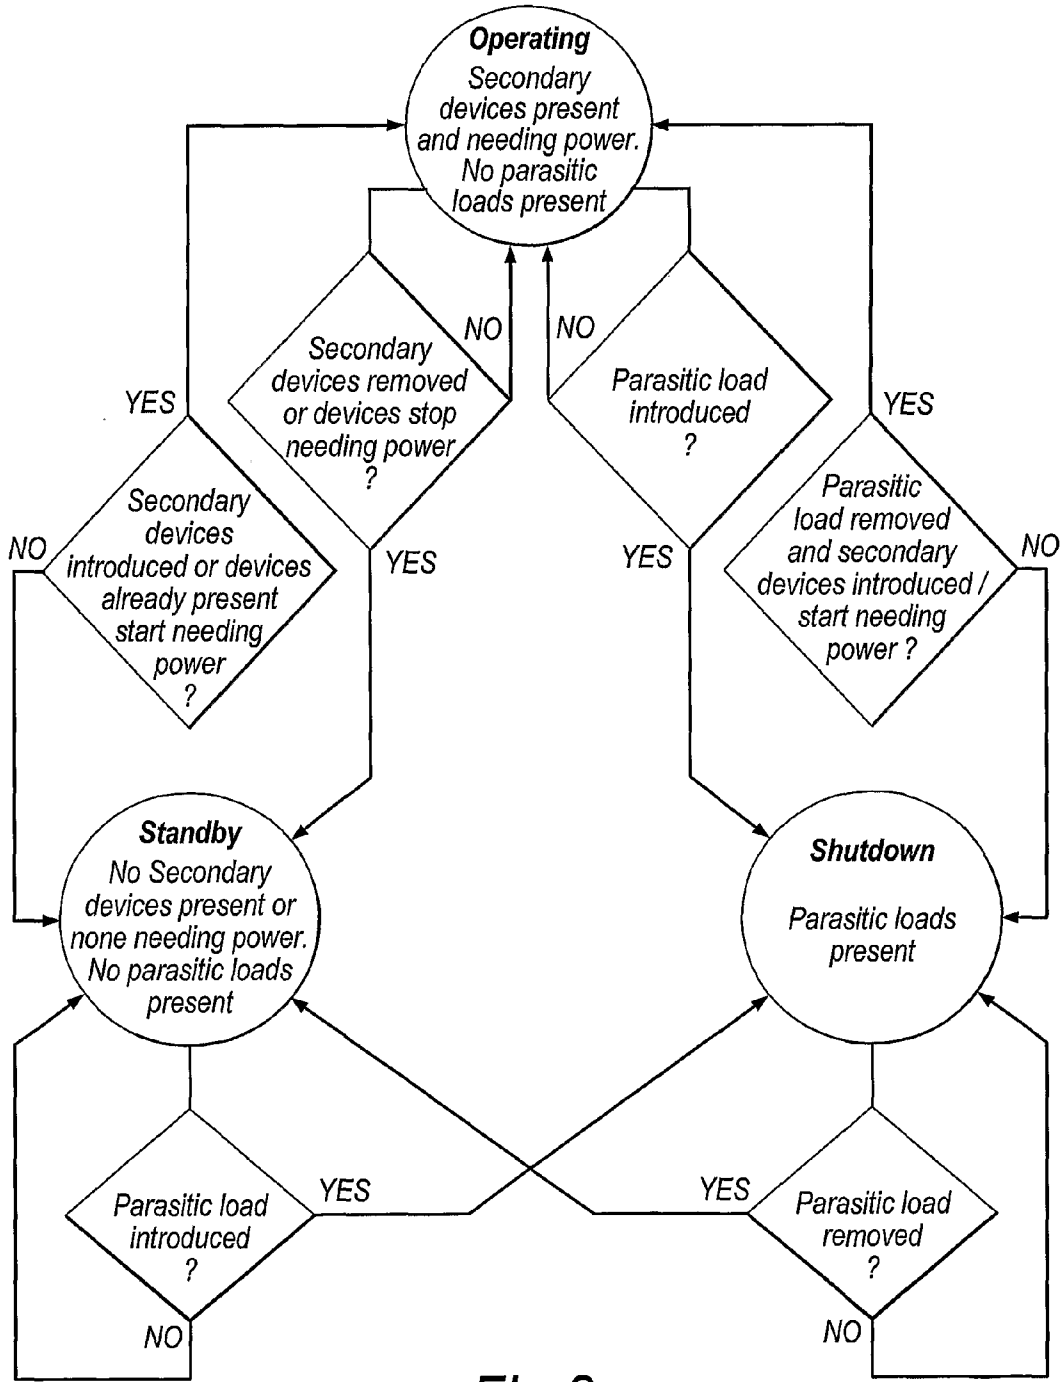 Operating
Secondary
devices present
and needing power.
No parasitic
loads present
NO
NO
Secondary
devices removed
or devices stop
needing power
?
Parasitic load
introduced
?
YES
YES
Secondary
devices
introduced or devices
already present
start needing
power
?
Parasitic
load removed
and secondary
devices introduced /
start needing
power ?
NO
YES
YES
NO
Standby
No Secondary
devices present or
none needing power.
No parasitic loads
present
Shutdown
Parasitic loads
present
YES
YES
Parasitic load
introduced
?
Parasitic load
removed
?
NO
NO